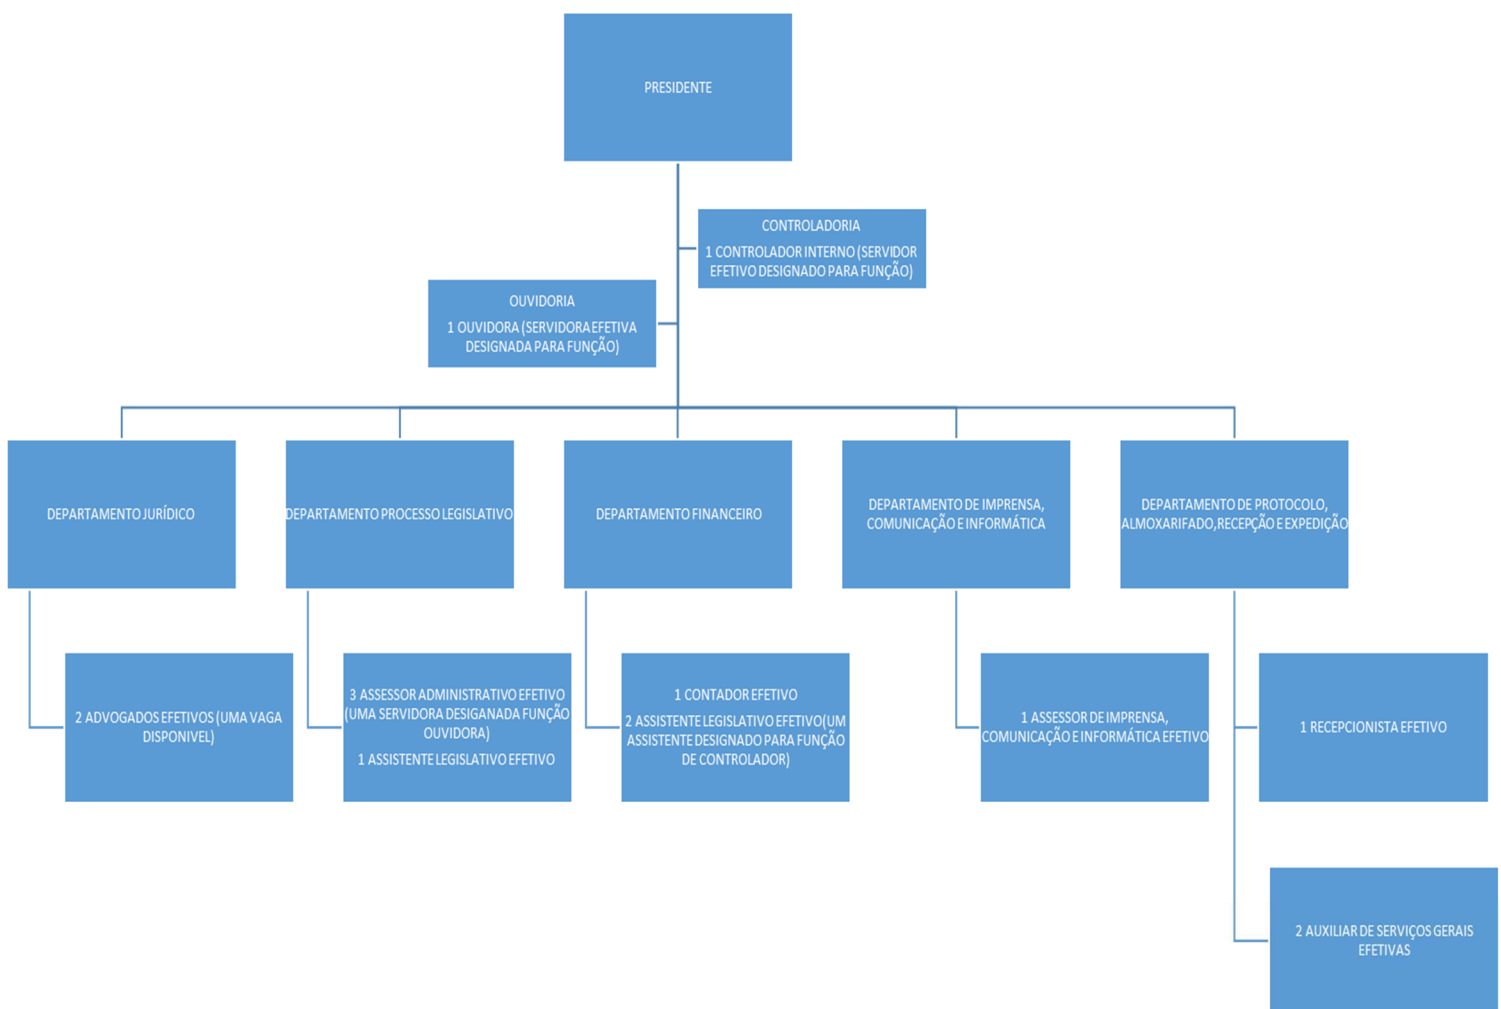 PRESIDENTE
CONTROLADORIA
1 CONTROLADOR INTERNO (SERVIDOR
EFETIVO DESIGNADO PARA FUNÇÃO)
OUVIDORIA
1 OUVIDORA (SERVIDORA EFETIVA
DESIGNADA PARA FUNÇÃO)
DEPARTAMENTO JURÍDICO
DEPARTAMENTO PROCESSO LEGISLATIVO
DEPARTAMENTO FINANCEIRO
DEPARTAMENTO DE IMPRENSA,
COMUNICAÇÃO E INFORMÁTICA
DEPARTAMENTO DE PROTOCOLO,
ALMOXARIFADO,RECEPÇÃO E EXPEDIÇÃO
2 ADVOGADOS EFETIVOS (UMA VAGA
DISPONIVEL)
3 ASSESSOR ADMINISTRATIVO EFETIVO
(UMA SERVIDORA DESIGANADA FUNÇÃO
OUVIDORA)
1 ASSISTENTE LEGISLATIVO EFETIVO
1 CONTADOR EFETIVO
2 ASSISTENTE LEGISLATIVO EFETIVO(UM
ASSISTENTE DESIGNADO PARA FUNÇÃO
DE CONTROLADOR)
1 ASSESSOR DE IMPRENSA,
COMUNICAÇÃO E INFORMÁTICA EFETIVO
1 RECEPCIONISTA EFETIVO
2 AUXILIAR DE SERVIÇOS GERAIS
EFETIVAS